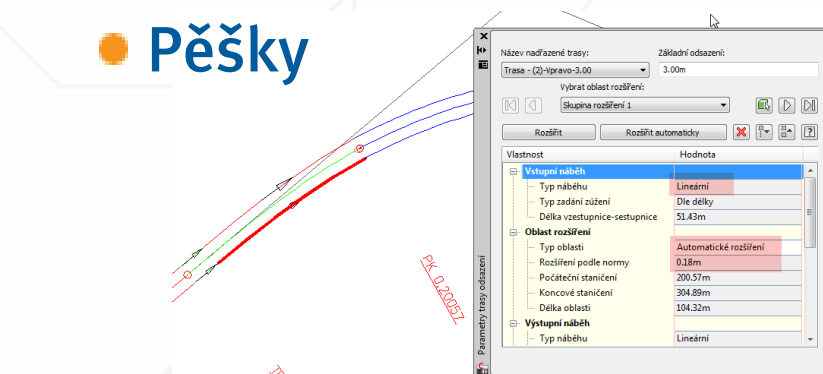 Pěšky
Název nadřazené trasy:
Základní odsazení:
Trasa - (2)-Vpravo-3.00
3.00m
Vybrat oblast rozšíření:
Skupina rozšíření 1
Rozšířit
Rozšířit automaticky
Vlastnost
Hodnota
Vstupní náběh
Typ náběhu
Lineární
Typ zadání zúžení
Dle délky
Délka vzestupnice-sestupnice
51.43m
Oblast rozšíření
Typ oblasti
Automatické rozšíření
Rozšíření podle normy
0.18m
Počáteční staničení
200.57m
Koncové staničení
304.89m
Délka oblasti
104.32m
Výstupní náběh
Typ náběhu
Lineární
Parametry trasy odsazení
PK 0.20057